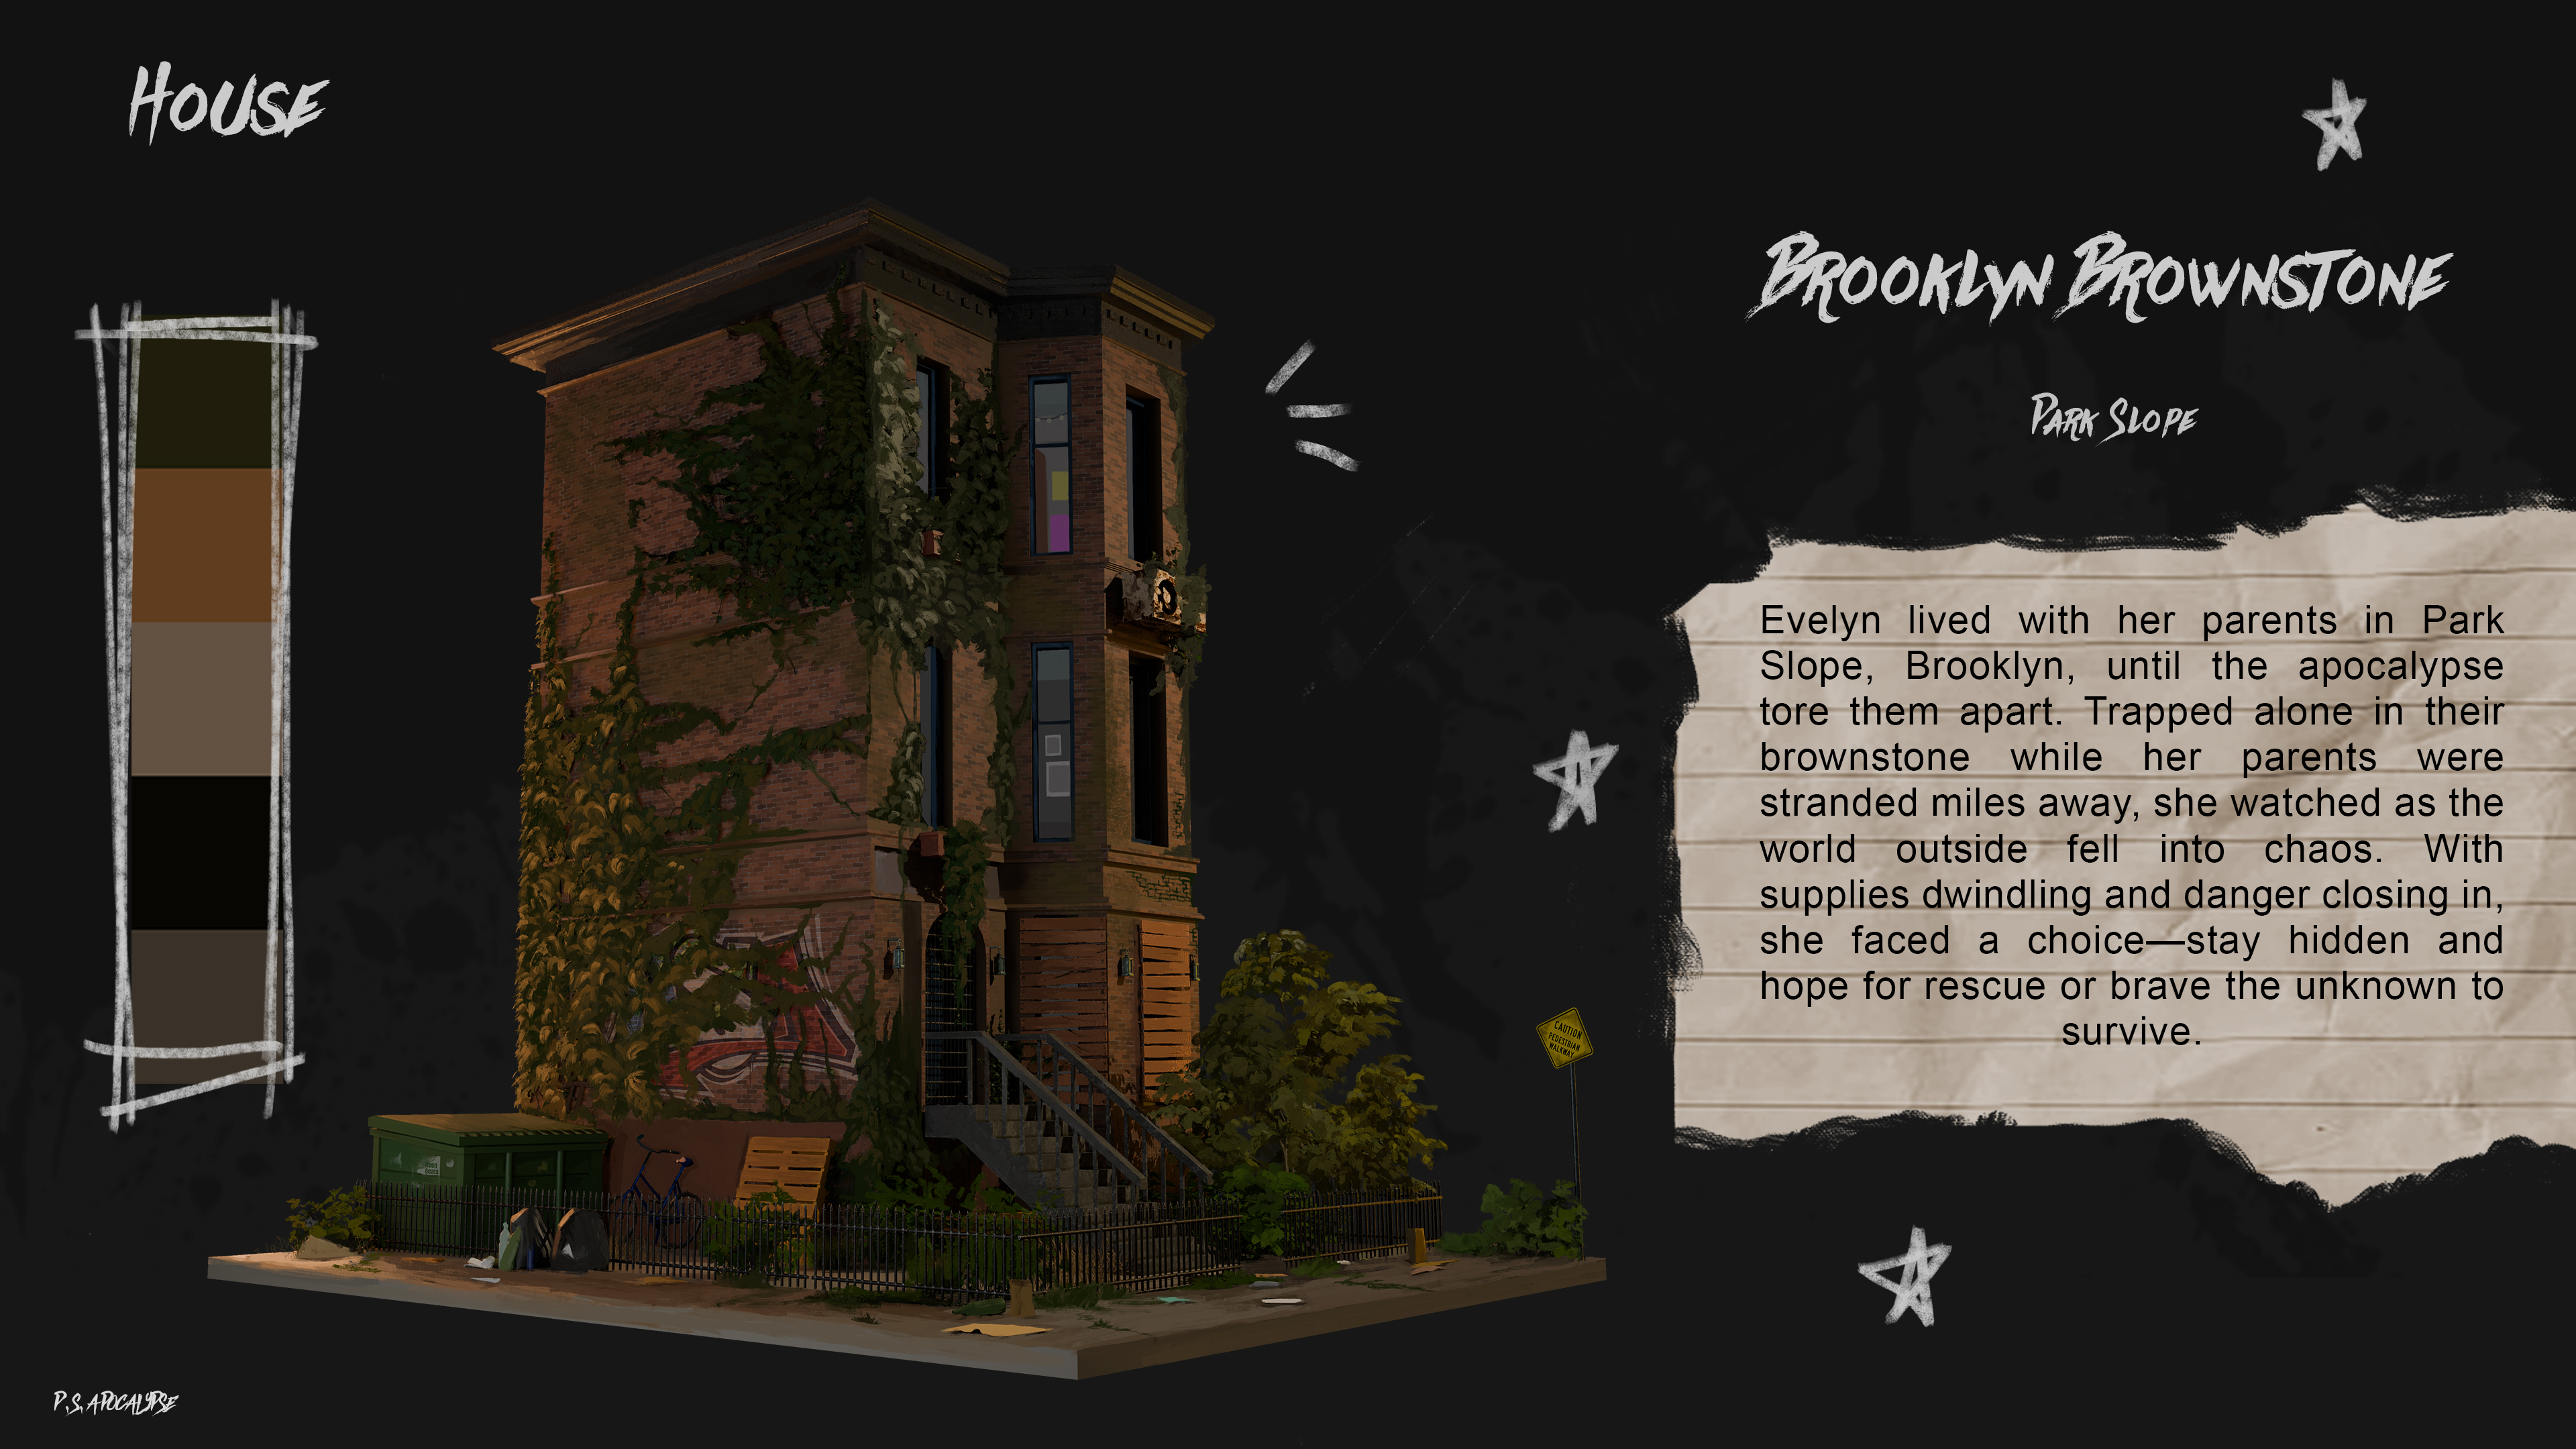 HOUSE
BROOKLYN BROWNSTONE
PARK SLOPE
Evelyn lived with her parents in Park
Slope, Brooklyn, until the apocalypse
tore them apart. Trapped alone in their
brownstone while her parents were
stranded miles away, she watched as the
world outside fell into chaos. With
supplies dwindling and danger closing in,
she faced a choice—stay hidden and
hope for rescue or brave the unknown to
survive.
CAUTION
PEDESTRIAN
WALKWAY
P.S. APOCALYPSE